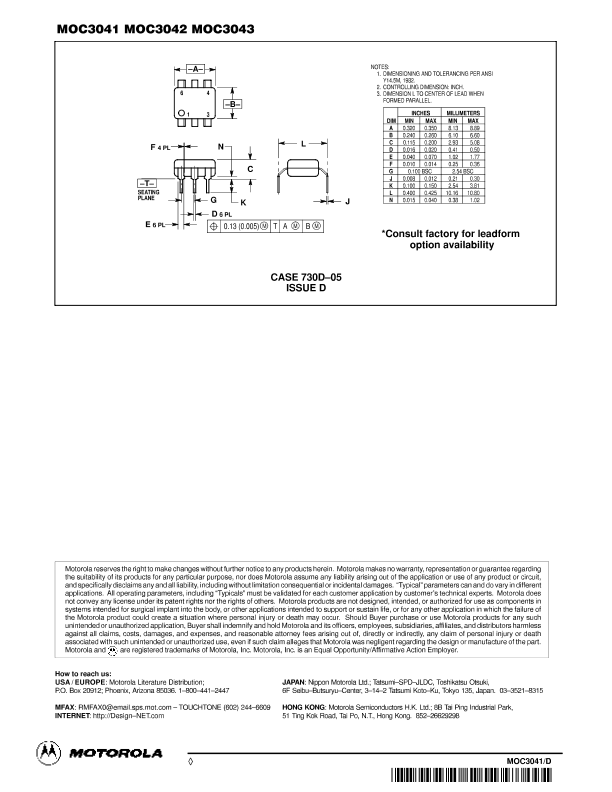 MOC3041 MOC3042 MOC3043
–A–
6 4
–B–
1 3
NOTES:
1. DIMENSIONING AND TOLERANCING PER ANSI
Y14.5M, 1982.
2. CONTROLLING DIMENSION: INCH.
3. DIMENSION L TO CENTER OF LEAD WHEN
FORMED PARALLEL.
INCHES MILLIMETERS
DIM MIN MAX MIN MAX
A 0.320 0.350 8.13 8.89
B 0.240 0.260 6.10 6.60
C 0.115 0.200 2.93 5.08
D 0.016 0.020 0.41 0.50
E 0.040 0.070 1.02 1.77
F 0.010 0.014 0.25 0.36
G 0.100 BSC 2.54 BSC
J 0.008 0.012 0.21 0.30
K 0.100 0.150 2.54 3.81
L 0.400 0.425 10.16 10.80
N 0.015 0.040 0.38 1.02
F 4 PL N
L
C
–T–
SEATING
PLANE
G
K
J
D 6 PL
E 6 PL
0.13 (0.005) M T A M B M
*Consult factory for leadform
option availability
CASE 730D–05
ISSUE D
Motorola reserves the right to make changes without further notice to any products herein. Motorola makes no warranty, representation or guarantee regarding
the suitability of its products for any particular purpose, nor does Motorola assume any liability arising out of the application or use of any product or circuit,
and specifically disclaims any and all liability, including without limitation consequential or incidental damages. “Typical” parameters can and do vary in different
applications. All operating parameters, including “Typicals” must be validated for each customer application by customer’s technical experts. Motorola does
not convey any license under its patent rights nor the rights of others. Motorola products are not designed, intended, or authorized for use as components in
systems intended for surgical implant into the body, or other applications intended to support or sustain life, or for any other application in which the failure of
the Motorola product could create a situation where personal injury or death may occur. Should Buyer purchase or use Motorola products for any such
unintended or unauthorized application, Buyer shall indemnify and hold Motorola and its officers, employees, subsidiaries, affiliates, and distributors harmless
against all claims, costs, damages, and expenses, and reasonable attorney fees arising out of, directly or indirectly, any claim of personal injury or death
associated with such unintended or unauthorized use, even if such claim alleges that Motorola was negligent regarding the design or manufacture of the part.
Motorola and are registered trademarks of Motorola, Inc. Motorola, Inc. is an Equal Opportunity/Affirmative Action Employer.
How to reach us:
USA / EUROPE: Motorola Literature Distribution;
P.O. Box 20912; Phoenix, Arizona 85036. 1–800–441–2447
MFAX: RMFAX0@email.sps.mot.com – TOUCHTONE (602) 244–6609
INTERNET: http://Design–NET.com
JAPAN: Nippon Motorola Ltd.; Tatsumi–SPD–JLDC, Toshikatsu Otsuki,
6F Seibu–Butsuryu–Center, 3–14–2 Tatsumi Koto–Ku, Tokyo 135, Japan. 03–3521–8315
HONG KONG: Motorola Semiconductors H.K. Ltd.; 8B Tai Ping Industrial Park,
51 Ting Kok Road, Tai Po, N.T., Hong Kong. 852–26629298
MOTOROLA
◊
MOC3041/D